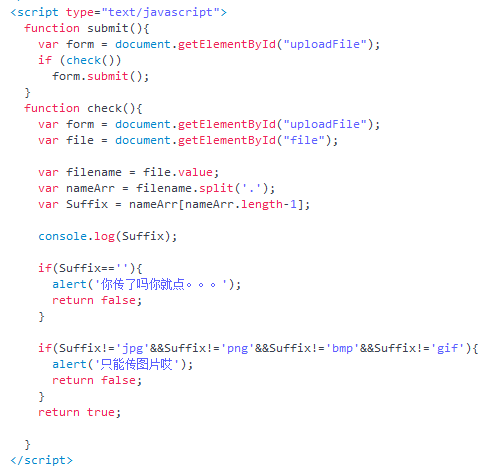 <script type="text/javascript">
  function submit(){
    var form = document.getElementById("uploadFile");
    if (check())
      form.submit();
  }
  function check(){
    var form = document.getElementById("uploadFile");
    var file = document.getElementById("file");

    var filename = file.value;
    var nameArr = filename.split('.');
    var Suffix = nameArr[nameArr.length-1];

    console.log(Suffix);

    if(Suffix==''){
      alert('你传了吗你就点。。。');
      return false;
    }

    if(Suffix!='jpg'&&Suffix!='png'&&Suffix!='bmp'&&Suffix!='gif'){
      alert('只能传图片哎');
      return false;
    }
    return true;

  }
</script>